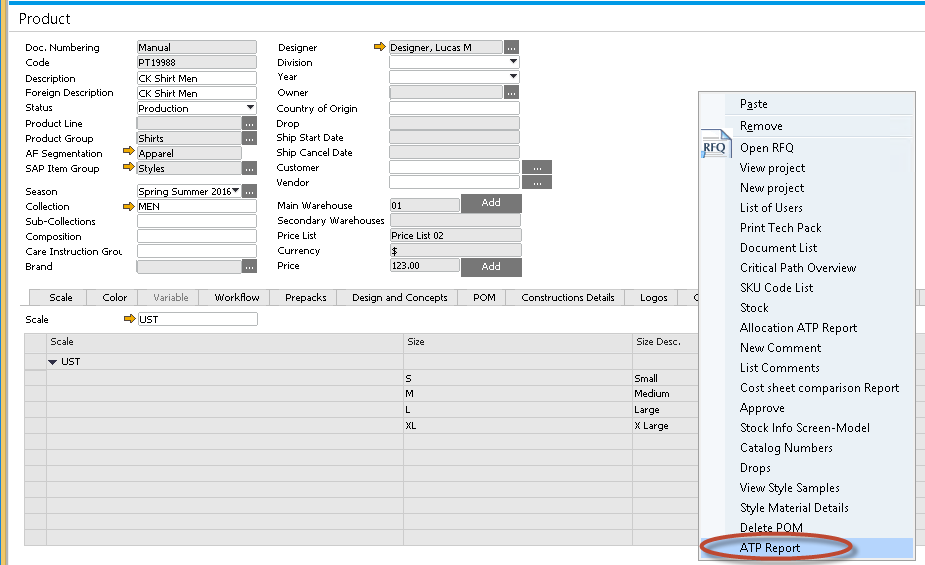 Product
Doc. Numbering Manual
Code PT19988
Description CK Shirt Men
Foreign Description CK Shirt Men
Status Production
Product Line ...
Product Group Shirts ...
AF Segmentation Apparel
SAP Item Group Styles ...
Season Spring Summer 2016 ...
Collection MEN
Sub-Collections
Composition
Care Instruction Grou
Brand ...
Designer Designer, Lucas M ...
Division
Year
Owner ...
Country of Origin
Drop
Ship Start Date
Ship Cancel Date
Customer ...
Vendor ...
Main Warehouse 01 Add
Secondary Warehouses
Price List Price List 02
Currency $
Price 123.00 Add
Scale Color Variable Workflow Prepacks Design and Concepts POM Constructions Details Logos
Scale UST
Scale Size Size Desc.
UST
S Small
M Medium
L Large
XL X Large
Paste
Remove
RFQ Open RFQ
View project
New project
List of Users
Print Tech Pack
Document List
Critical Path Overview
SKU Code List
Stock
Allocation ATP Report
New Comment
List Comments
Cost sheet comparison Report
Approve
Stock Info Screen-Model
Catalog Numbers
Drops
View Style Samples
Style Material Details
Delete POM
ATP Report